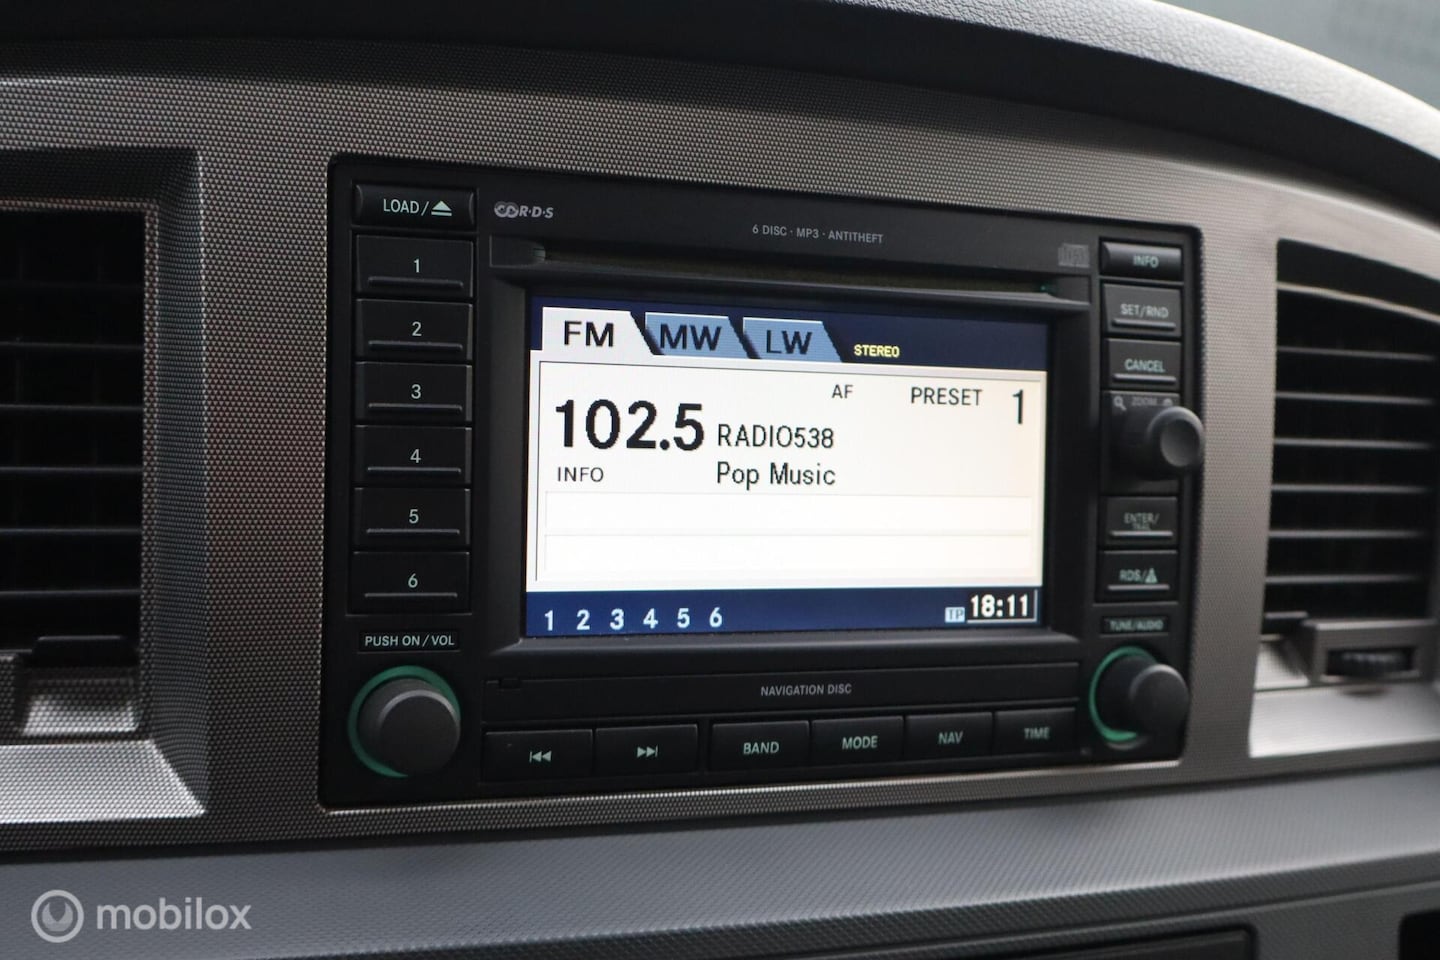 LOAD/
R·D·S
6 DISC · MP3 · ANTITHEFT
INFO
1
2
3
4
5
6
PUSH ON / VOL
FM MW LW STEREO
AF PRESET 1
102.5 RADIO538
INFO Pop Music
1 2 3 4 5 6 TP 18:11
SET/RND
CANCEL
ZOOM
ENTER/
RDS/
TUNE/AUDIO
NAVIGATION DISC
BAND MODE NAV TIME
mobilox